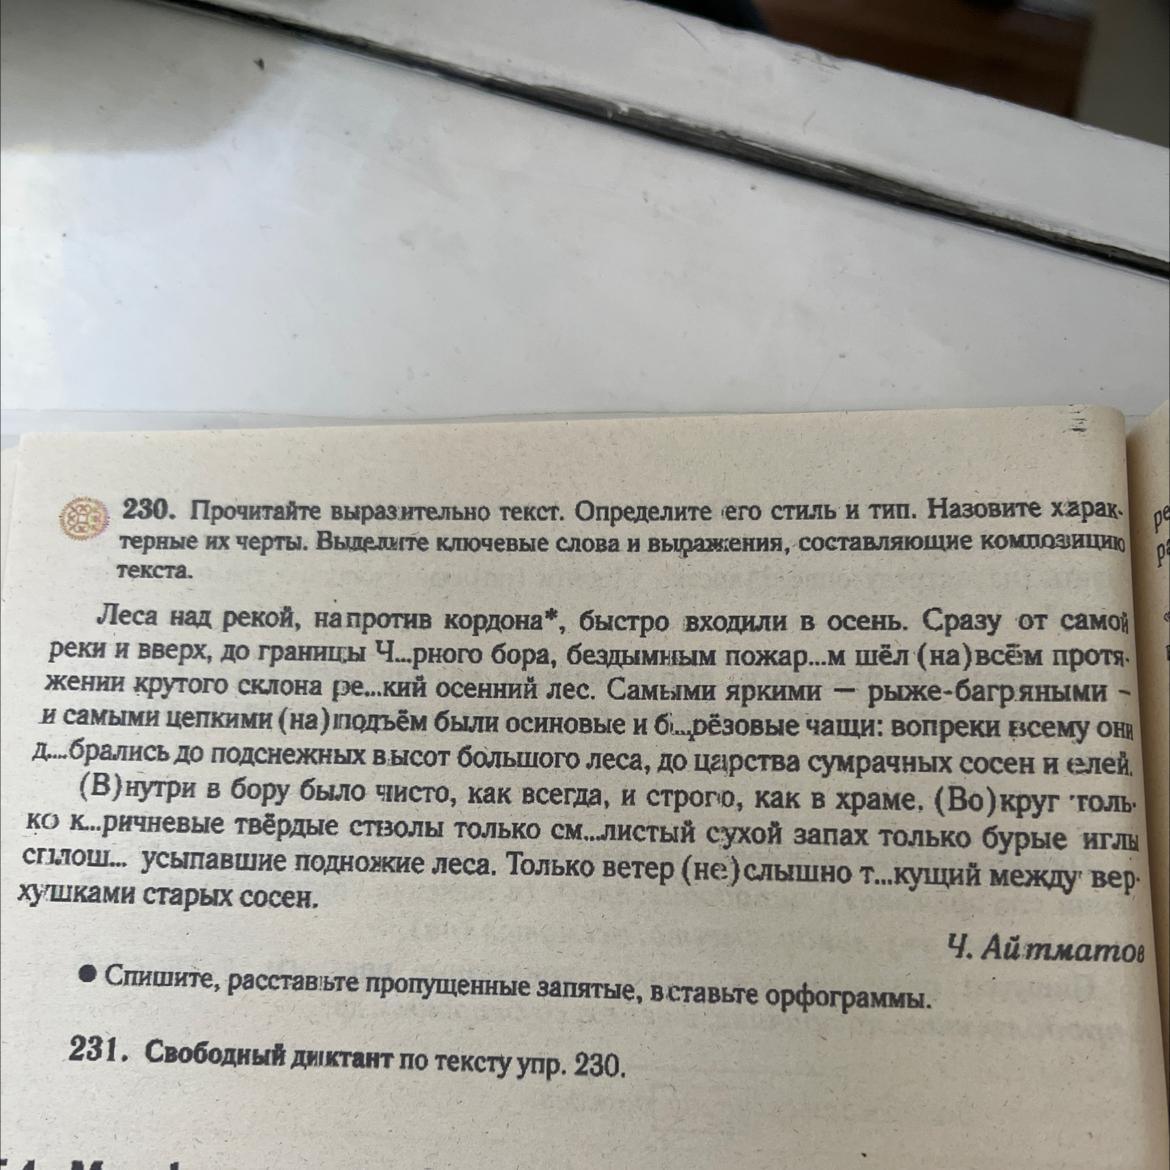 230. Прочитайте выразительно текст. Определите его стиль и тип. Назовите харак-
терные их черты. Выделите ключевые слова и выражения, составляющие композицию
текста.
Леса над рекой, напротив кордона*, быстро входили в осень. Сразу от самой
реки и вверх, до границы Ч...рного бора, бездымным пожар...м шёл (на)всём протя-
жении крутого склона ре...кий осенний лес. Самыми яркими — рыже-багряными –
и самыми цепкими (на)подъём были осиновые и б...рёзовые чащи: вопреки всему они
д...брались до подснежных высот большого леса, до царства сумрачных сосен и елей.
(В)нутри в бору было чисто, как всегда, и строго, как в храме. (Во)круг толь-
ко к...ричневые твёрдые стволы только см...листый сухой запах только бурые иглы
сплош... усыпавшие подножие леса. Только ветер (не)слышно т...кущий между вер-
хушками старых сосен.
Ч. Айтматов
● Спишите, расставьте пропущенные запятые, вставьте орфограммы.
231. Свободный диктант по тексту упр. 230.